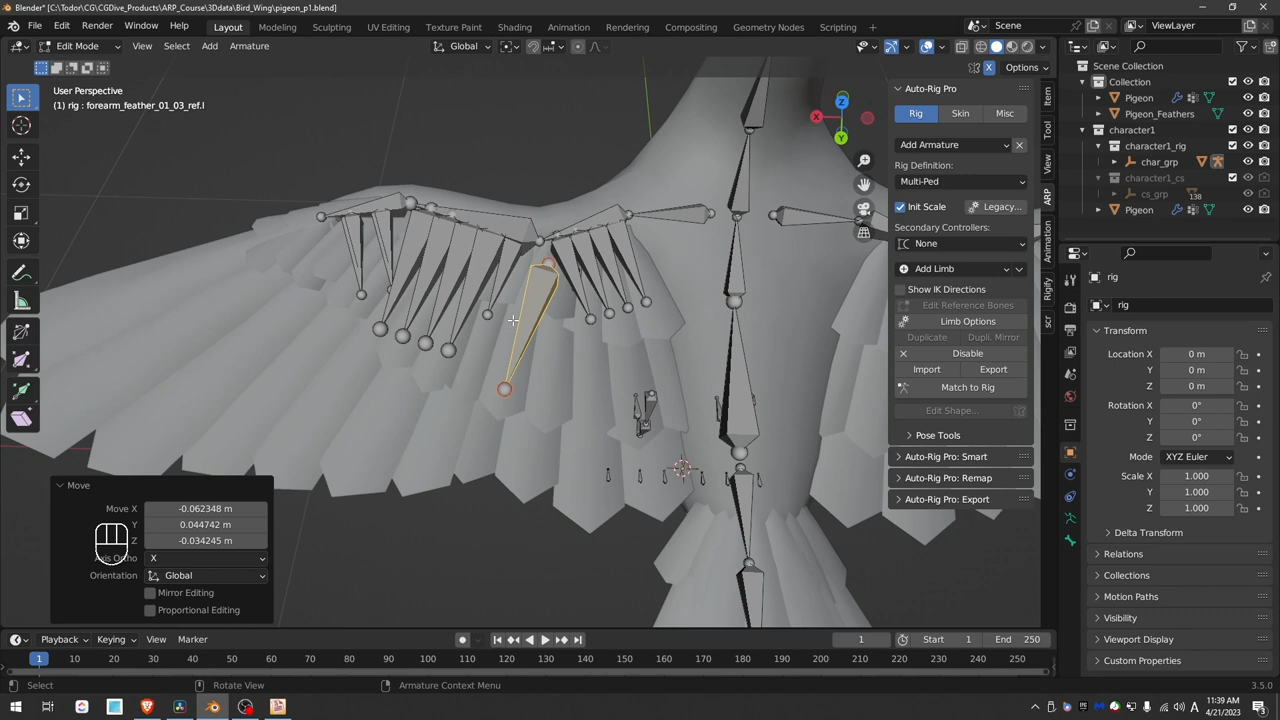 Blender* [C:\Todor\CG\CGDive_Products\ARP_Course\3Ddata\Bird_Wing\pigeon_p1.blend]
File Edit Render Window Help Layout Modeling Sculpting UV Editing Texture Paint Shading Animation Rendering Compositing Geometry Nodes Scripting + Scene ViewLayer
Edit Mode View Select Add Armature Global
X Options
User Perspective
(1) rig : forearm_feather_01_03_ref.l
Z
X
Y
Auto-Rig Pro
Rig Skin Misc
Add Armature
Rig Definition:
Multi-Ped
Init Scale Legacy...
Secondary Controllers:
None
Add Limb
Show IK Directions
Edit Reference Bones
Limb Options
Duplicate Dupli. Mirror
Disable
Import Export
Match to Rig
Edit Shape...
Pose Tools
Auto-Rig Pro: Smart
Auto-Rig Pro: Remap
Auto-Rig Pro: Export
Item
Tool
View
ARP
Animation
Rigify
scr
Scene Collection
Collection
Pigeon
Pigeon_Feathers
character1
character1_rig
char_grp
character1_cs
cs_grp 138
Pigeon
rig
rig
Transform
Location X 0 m
Y 0 m
Z 0 m
Rotation X 0°
Y 0°
Z 0°
Mode XYZ Euler
Scale X 1.000
Y 1.000
Z 1.000
Delta Transform
Relations
Collections
Motion Paths
Visibility
Viewport Display
Custom Properties
Move
Move X -0.062348 m
Y 0.044742 m
Z -0.034245 m
Axis Ortho X
Orientation Global
Mirror Editing
Proportional Editing
Playback Keying View Marker 1 Start 1 End 250
1 10 20 30 40 50 60 70 80 90 100 110 120 130 140 150 160 170 180 190 200 210 220 230 240 250
Select Rotate View Armature Context Menu 3.5.0
11:39 AM
4/21/2023